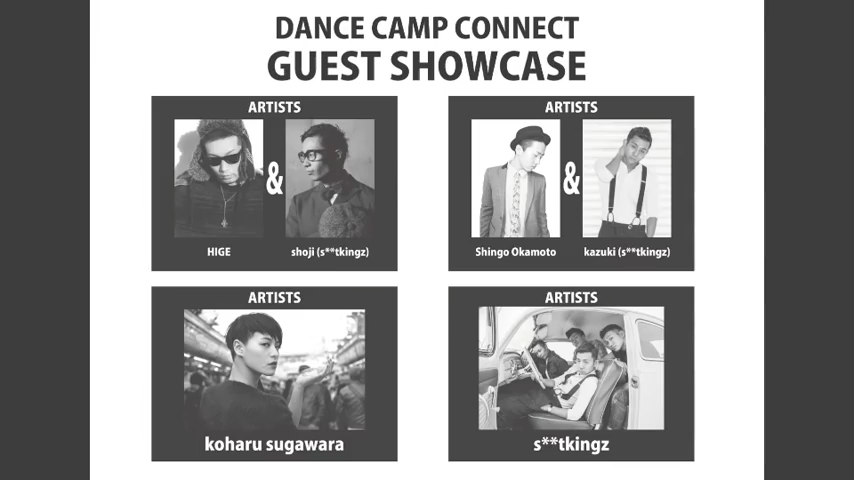 DANCE CAMP CONNECT
GUEST SHOWCASE
ARTISTS
&
HIGE
shoji (s**tkingz)
ARTISTS
&
Shingo Okamoto
kazuki (s**tkingz)
ARTISTS
koharu sugawara
ARTISTS
s**tkingz